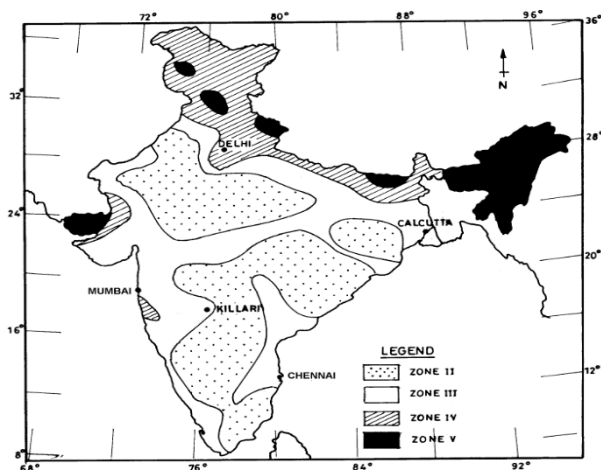 72° 80° 88° 96°
36°
32°
N
28°
DELHI
24°
CALCUTTA
20°
MUMBAI
KILLARI
16°
LEGEND
ZONE II
CHENNAI
12°
ZONE III
ZONE IV
ZONE V
8°
68° 76° 84° 92°